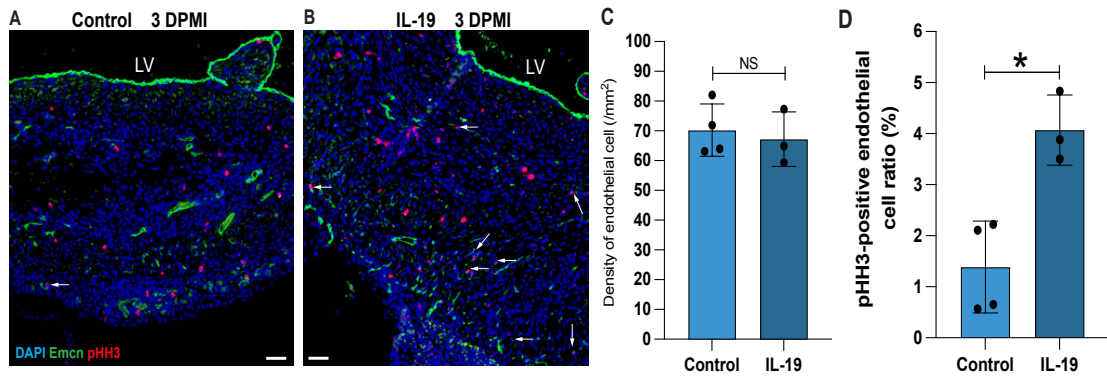 A Control 3 DPMI
LV
DAPI Emcn pHH3
B IL-19 3 DPMI
LV
C
Density of endothelial cell (/mm²)
100
90
80
70
60
50
40
30
20
10
0
NS
Control IL-19
D
pHH3-positive endothelial
cell ratio (%)
6
5
4
3
2
1
0
*
Control IL-19